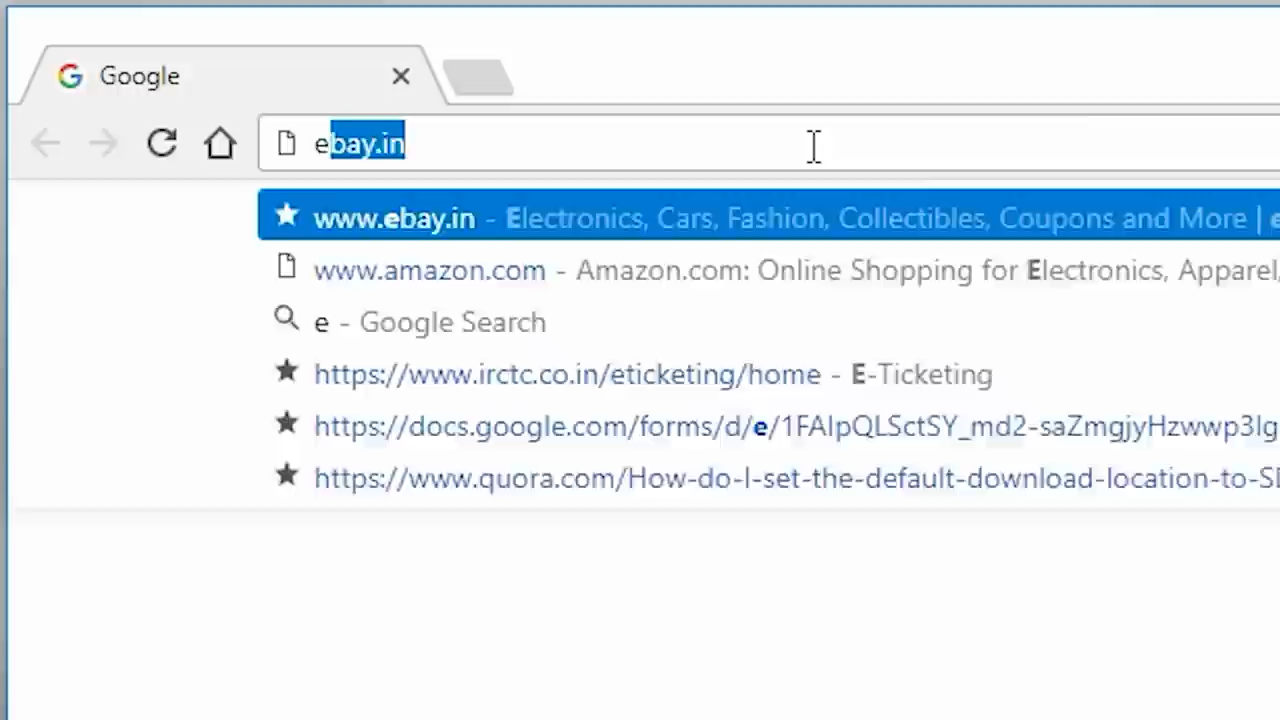 Google
ebay.in
www.ebay.in - Electronics, Cars, Fashion, Collectibles, Coupons and More | e
www.amazon.com - Amazon.com: Online Shopping for Electronics, Apparel,
e - Google Search
https://www.irctc.co.in/eticketing/home - E-Ticketing
https://docs.google.com/forms/d/e/1FAIpQLSctSY_md2-saZmgjyHzwwp3lg
https://www.quora.com/How-do-I-set-the-default-download-location-to-SD